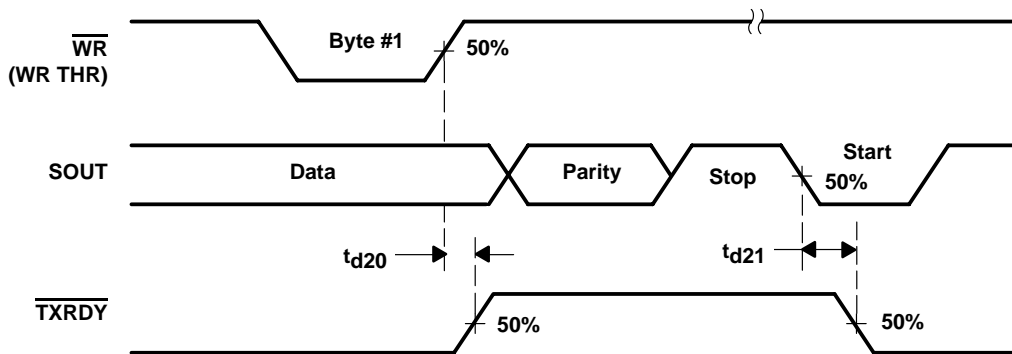 WR
(WR THR)
Byte #1
50%
SOUT
Data
Parity
Stop
Start
50%
td20
td21
TXRDY
50%
50%